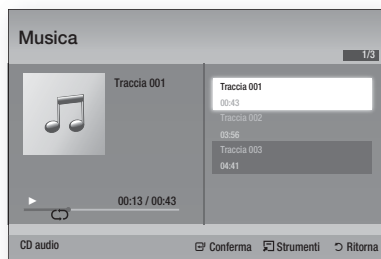 Musica
1/3
Traccia 001
00:13 / 00:43
Traccia 001
00:43
Traccia 002
03:56
Traccia 003
04:41
CD audio Conferma Strumenti Ritorna